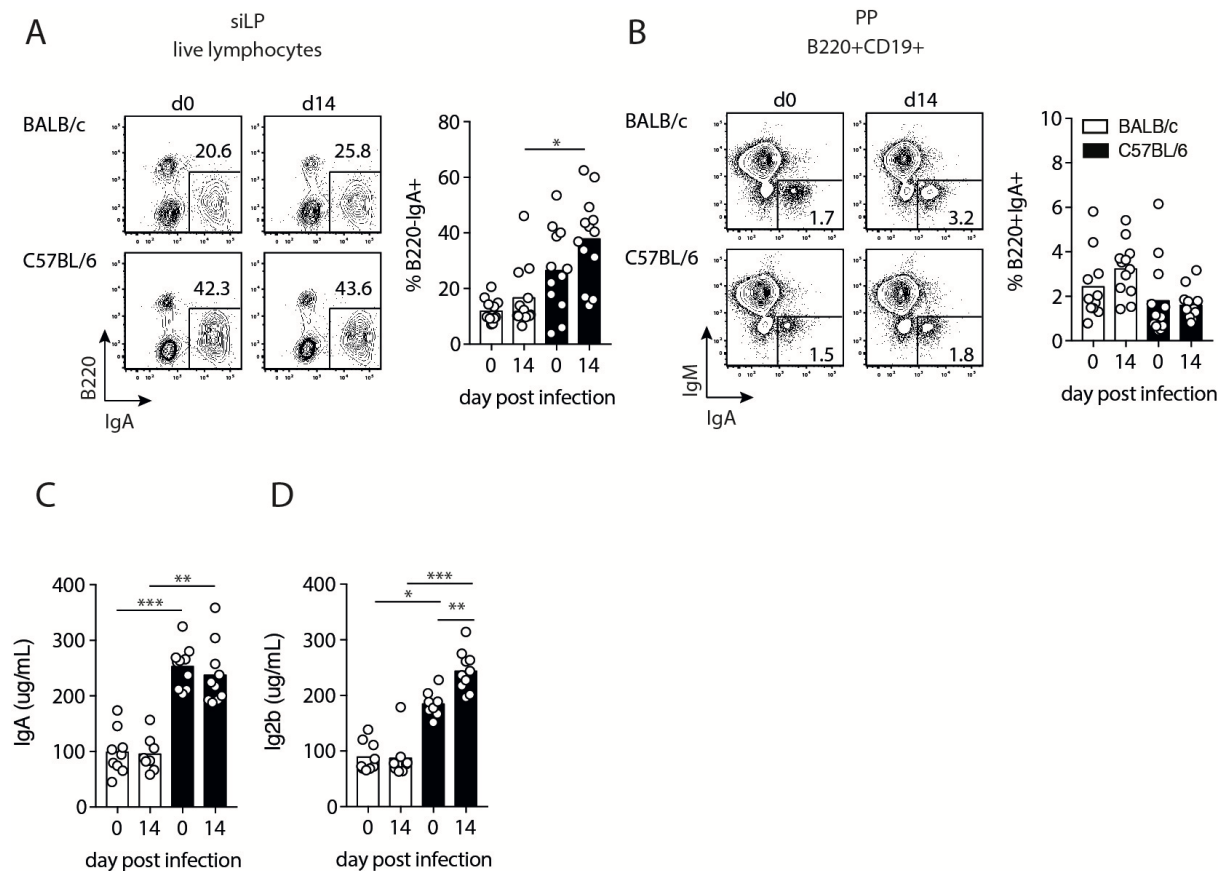 A
siLP
live lymphocytes
d0
d14
BALB/c
20.6
25.8
C57BL/6
42.3
43.6
B220
IgA
% B220-IgA+
80
60
40
20
0
*
0 14 0 14
day post infection
B
PP
B220+CD19+
d0
d14
BALB/c
1.7
3.2
C57BL/6
1.5
1.8
IgM
IgA
% B220+IgA+
10
8
6
4
2
0
BALB/c
C57BL/6
0 14 0 14
day post infection
C
IgA (ug/mL)
400
300
200
100
0
**
***
0 14 0 14
day post infection
D
Ig2b (ug/mL)
400
300
200
100
0
***
*
**
0 14 0 14
day post infection